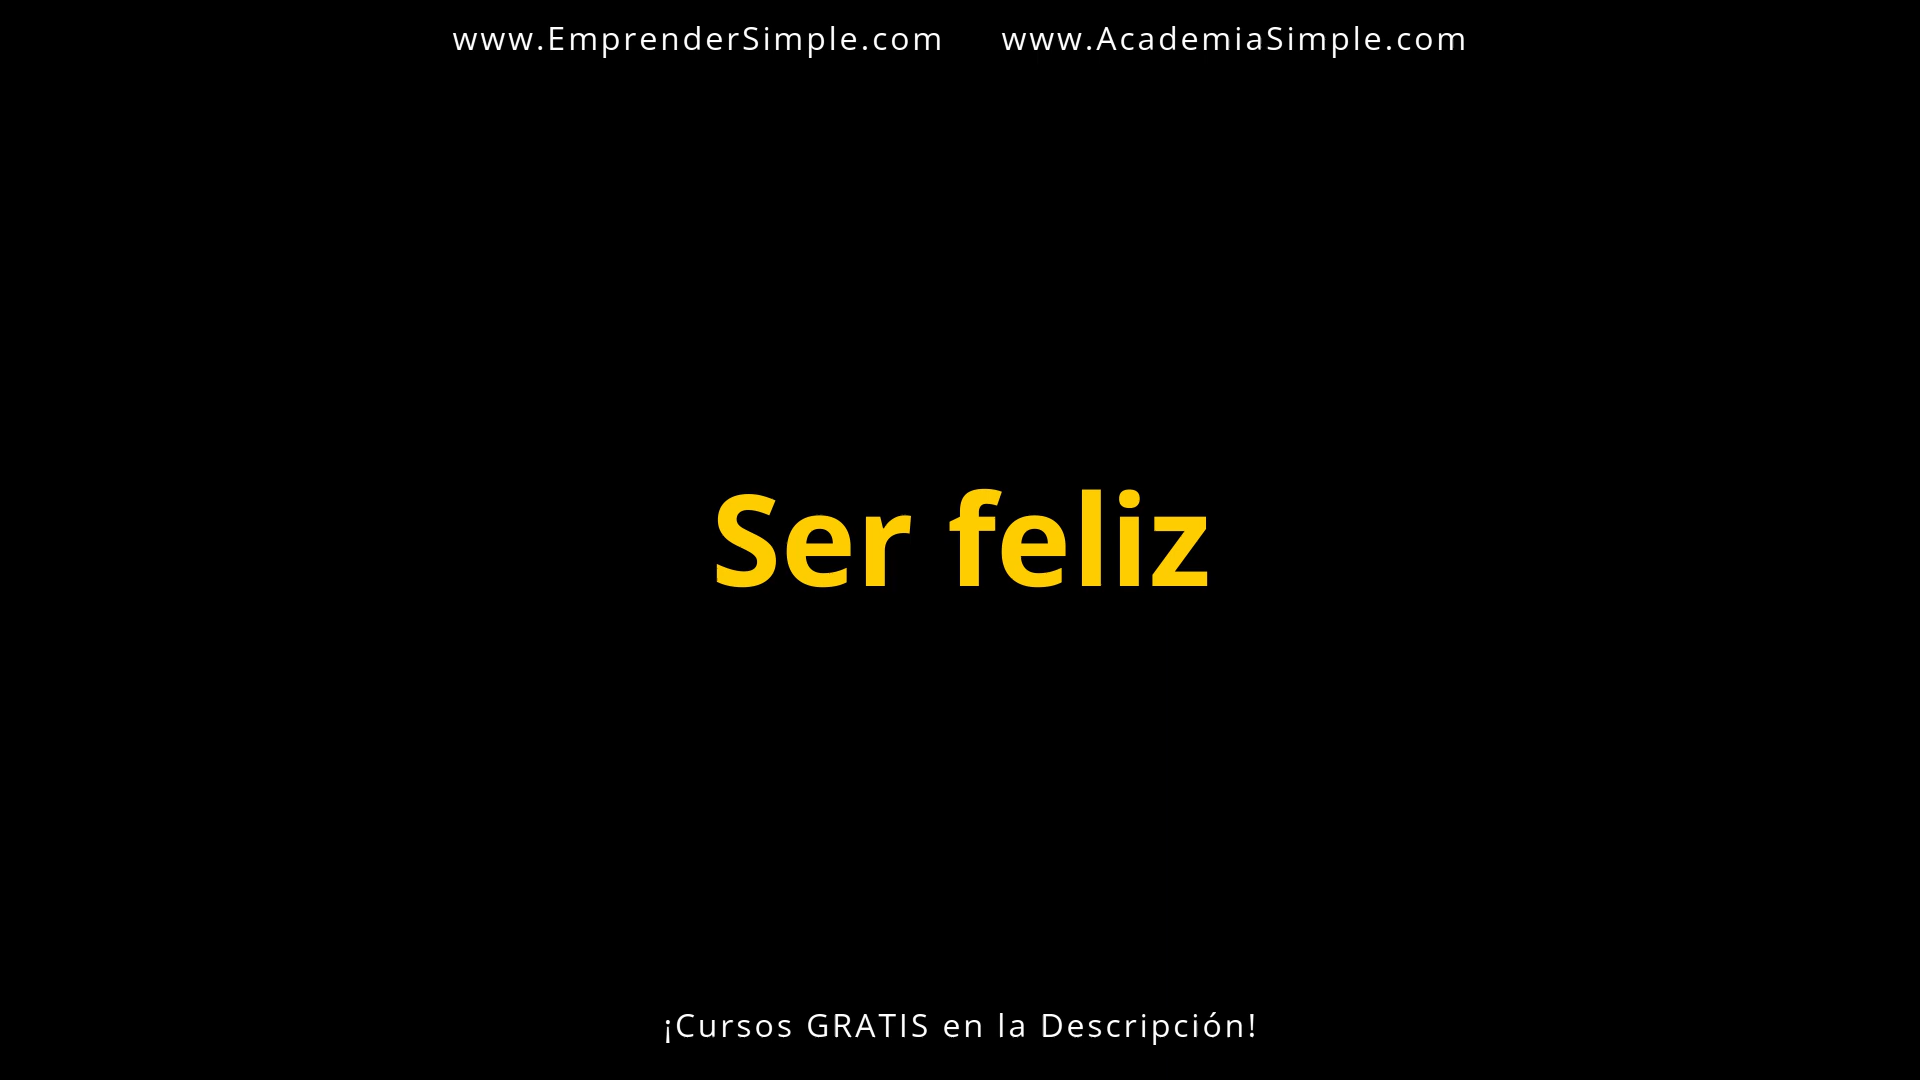 www.EmprenderSimple.com www.AcademiaSimple.com
Ser feliz
¡Cursos GRATIS en la Descripción!